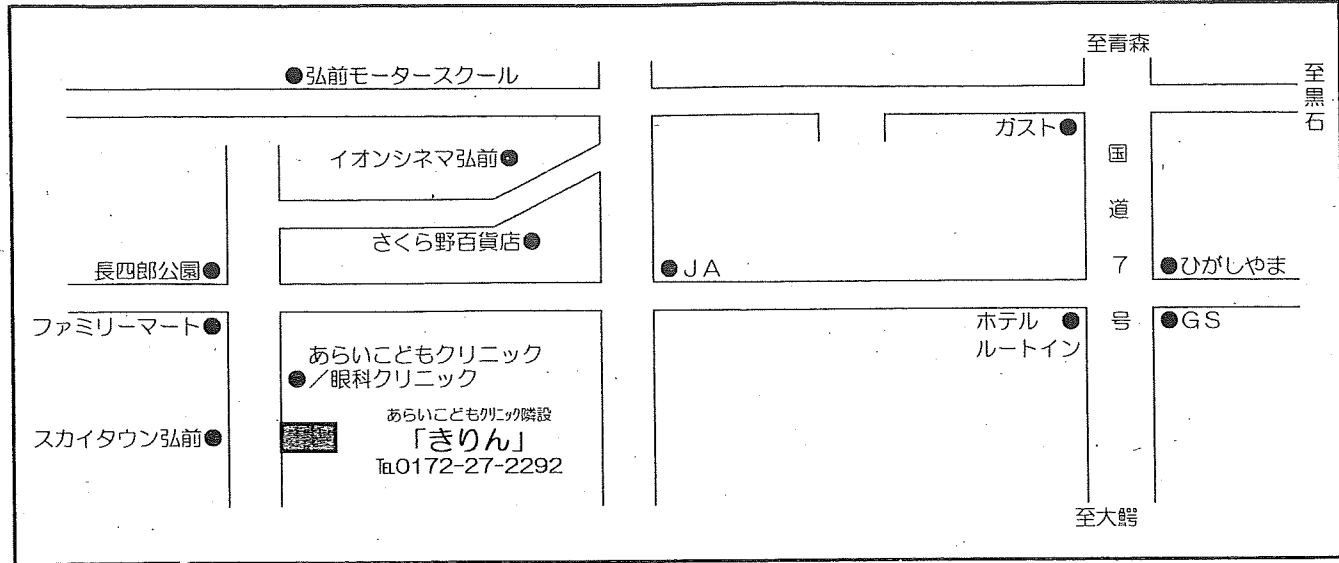 至青森
●弘前モータースクール
至黒石
ガスト●
イオンシネマ弘前●
国道7号
さくら野百貨店●
長四郎公園●
●JA
●ひがしやま
ファミリーマート●
ホテル●
ルートイン
●GS
あらいこどもクリニック
●/眼科クリニック
あらいこどもクリニック隣設
スカイタウン弘前●
「きりん」
℡0172-27-2292
至大鰐